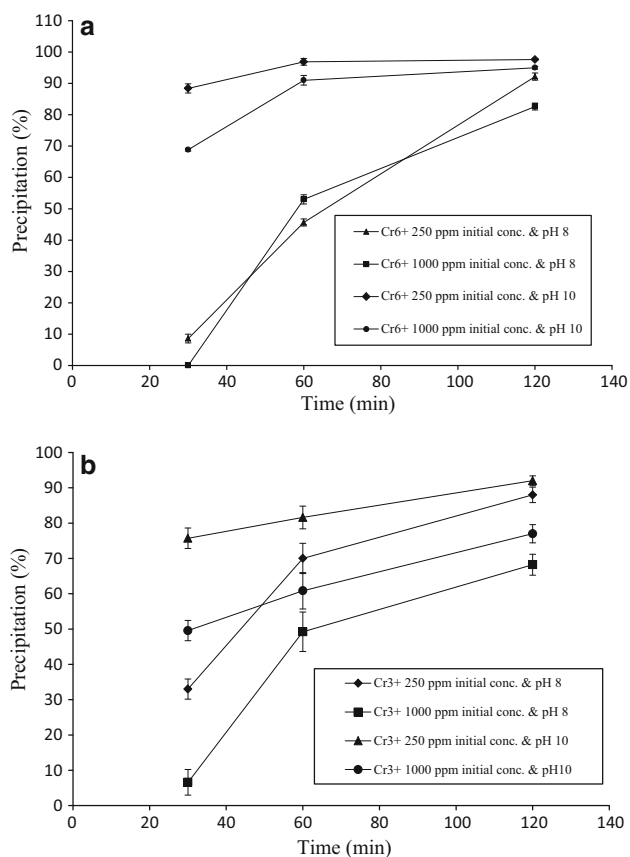 a
110
100
90
80
70
60
50
40
30
20
10
0
Precipitation (%)
Cr6+ 250 ppm initial conc. & pH 8
Cr6+ 1000 ppm initial conc. & pH 8
Cr6+ 250 ppm initial conc. & pH 10
Cr6+ 1000 ppm initial conc. & pH 10
0 20 40 60 80 100 120 140
Time (min)
b
100
90
80
70
60
50
40
30
20
10
0
Precipitation (%)
Cr3+ 250 ppm initial conc. & pH 8
Cr3+ 1000 ppm initial conc. & pH 8
Cr3+ 250 ppm initial conc. & pH 10
Cr3+ 1000 ppm initial conc. & pH10
0 20 40 60 80 100 120 140
Time (min)